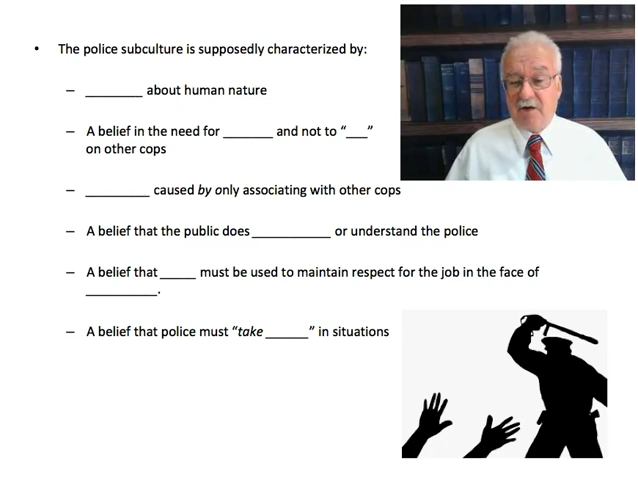 • The police subculture is supposedly characterized by:
– ________ about human nature
– A belief in the need for _______ and not to “___”
on other cops
– _________ caused by only associating with other cops
– A belief that the public does ___________ or understand the police
– A belief that _____ must be used to maintain respect for the job in the face of
__________.
– A belief that police must “take ______” in situations